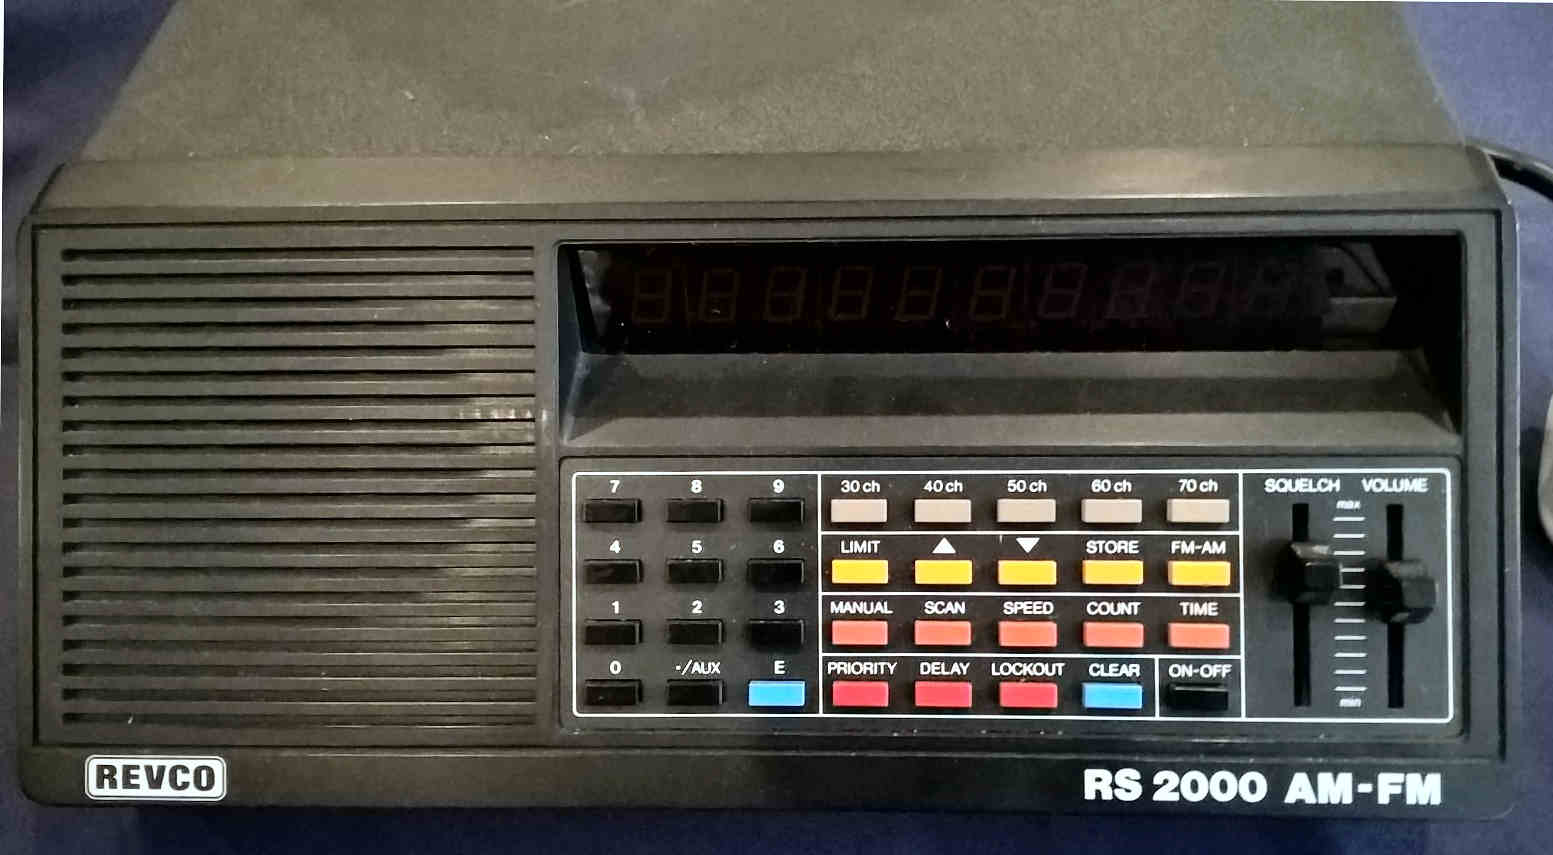 7 8 9 30 ch 40 ch 50 ch 60 ch 70 ch SQUELCH VOLUME
max
4 5 6 LIMIT ▲ ▼ STORE FM-AM
1 2 3 MANUAL SCAN SPEED COUNT TIME
0 ·/AUX E PRIORITY DELAY LOCKOUT CLEAR ON-OFF
min
REVCO RS 2000 AM-FM